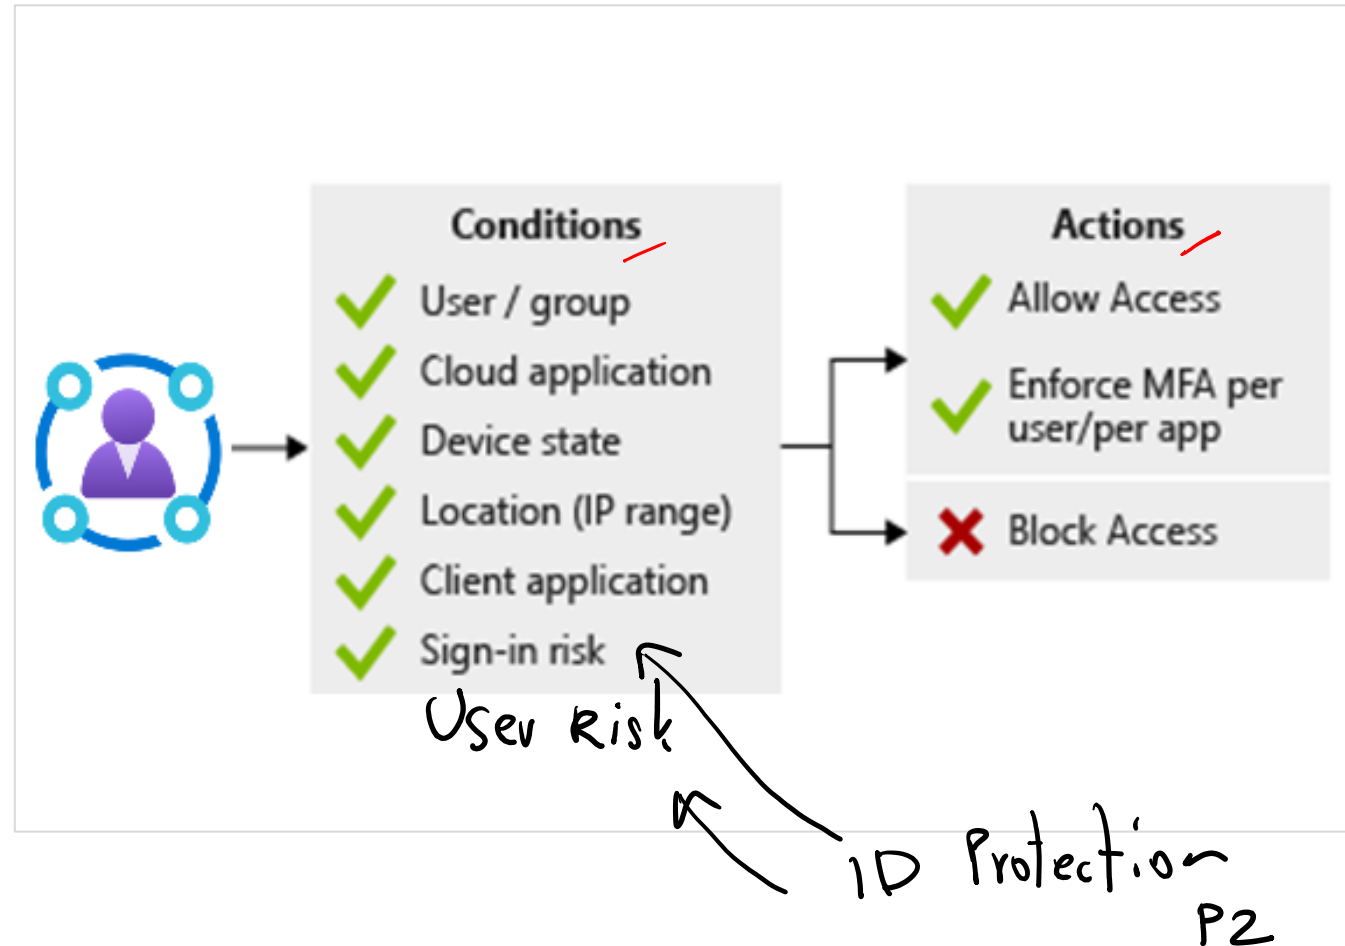 Conditions
User / group
Cloud application
Device state
Location (IP range)
Client application
Sign-in risk
User Risk
Actions
Allow Access
Enforce MFA per
user/per app
Block Access
ID Protection
P2